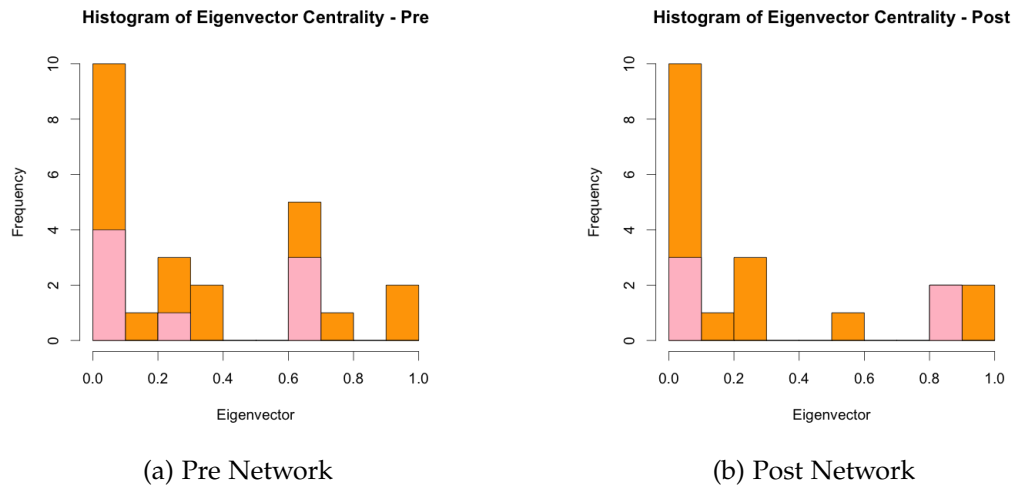 Histogram of Eigenvector Centrality - Pre
Frequency
10
8
6
4
2
0
0.0 0.2 0.4 0.6 0.8 1.0
Eigenvector
(a) Pre Network
Histogram of Eigenvector Centrality - Post
Frequency
10
8
6
4
2
0
0.0 0.2 0.4 0.6 0.8 1.0
Eigenvector
(b) Post Network